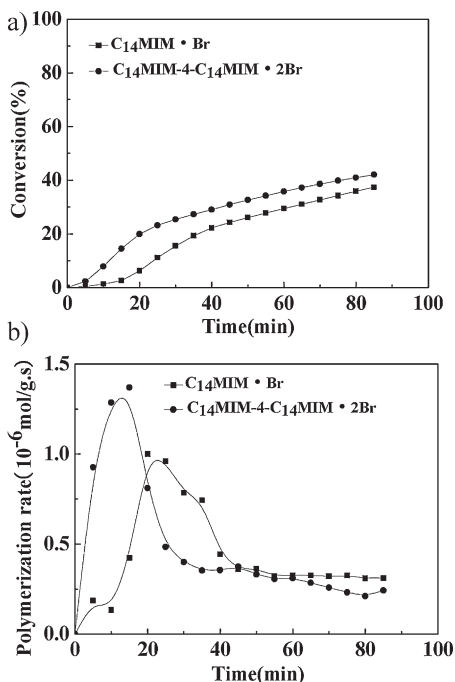 a)
C14MIM • Br
C14MIM-4-C14MIM • 2Br
Conversion(%)
100
80
60
40
20
0
0 20 40 60 80 100
Time(min)
b)
C14MIM • Br
C14MIM-4-C14MIM • 2Br
Polymerization rate(10-6mol/g.s)
1.5
1.0
0.5
0.0
0 20 40 60 80 100
Time(min)